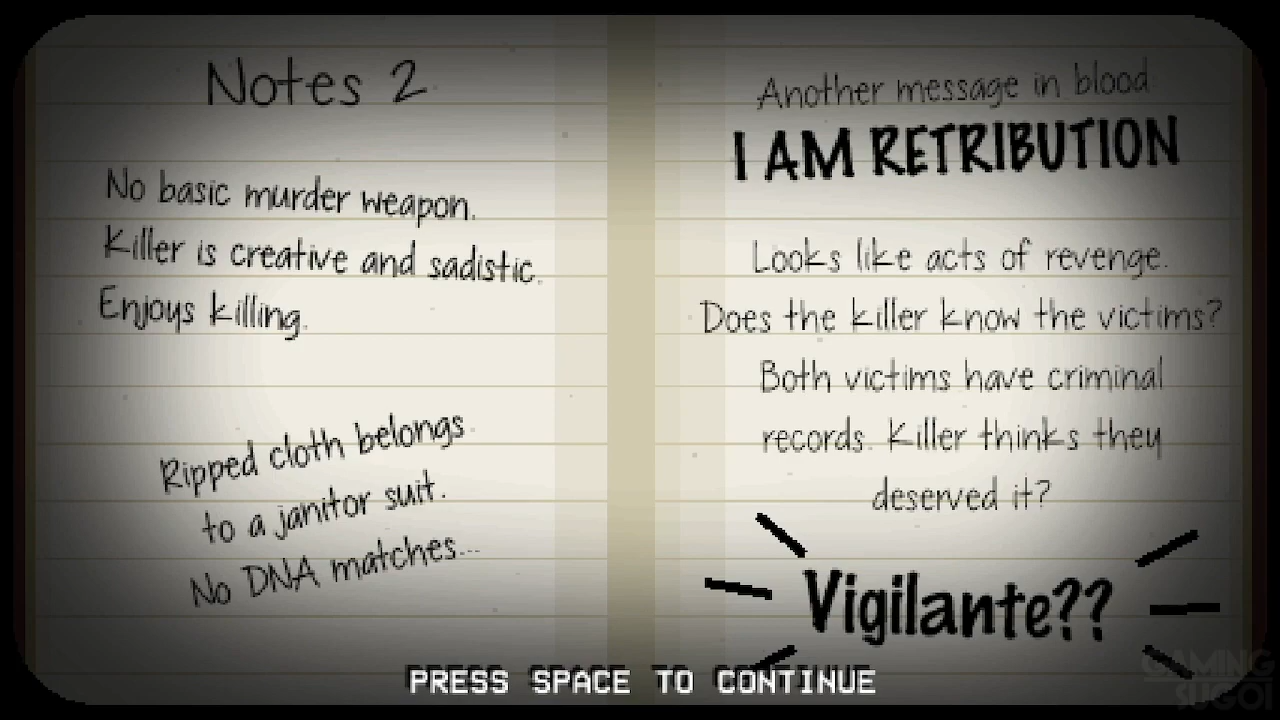 Notes 2
No basic murder weapon.
Killer is creative and sadistic.
Enjoys killing.
Ripped cloth belongs
to a janitor suit.
No DNA matches...
Another message in blood
I AM RETRIBUTION
Looks like acts of revenge.
Does the killer know the victims?
Both victims have criminal
records. Killer thinks they
deserved it?
Vigilante??
PRESS SPACE TO CONTINUE
GAMING
SUGOI